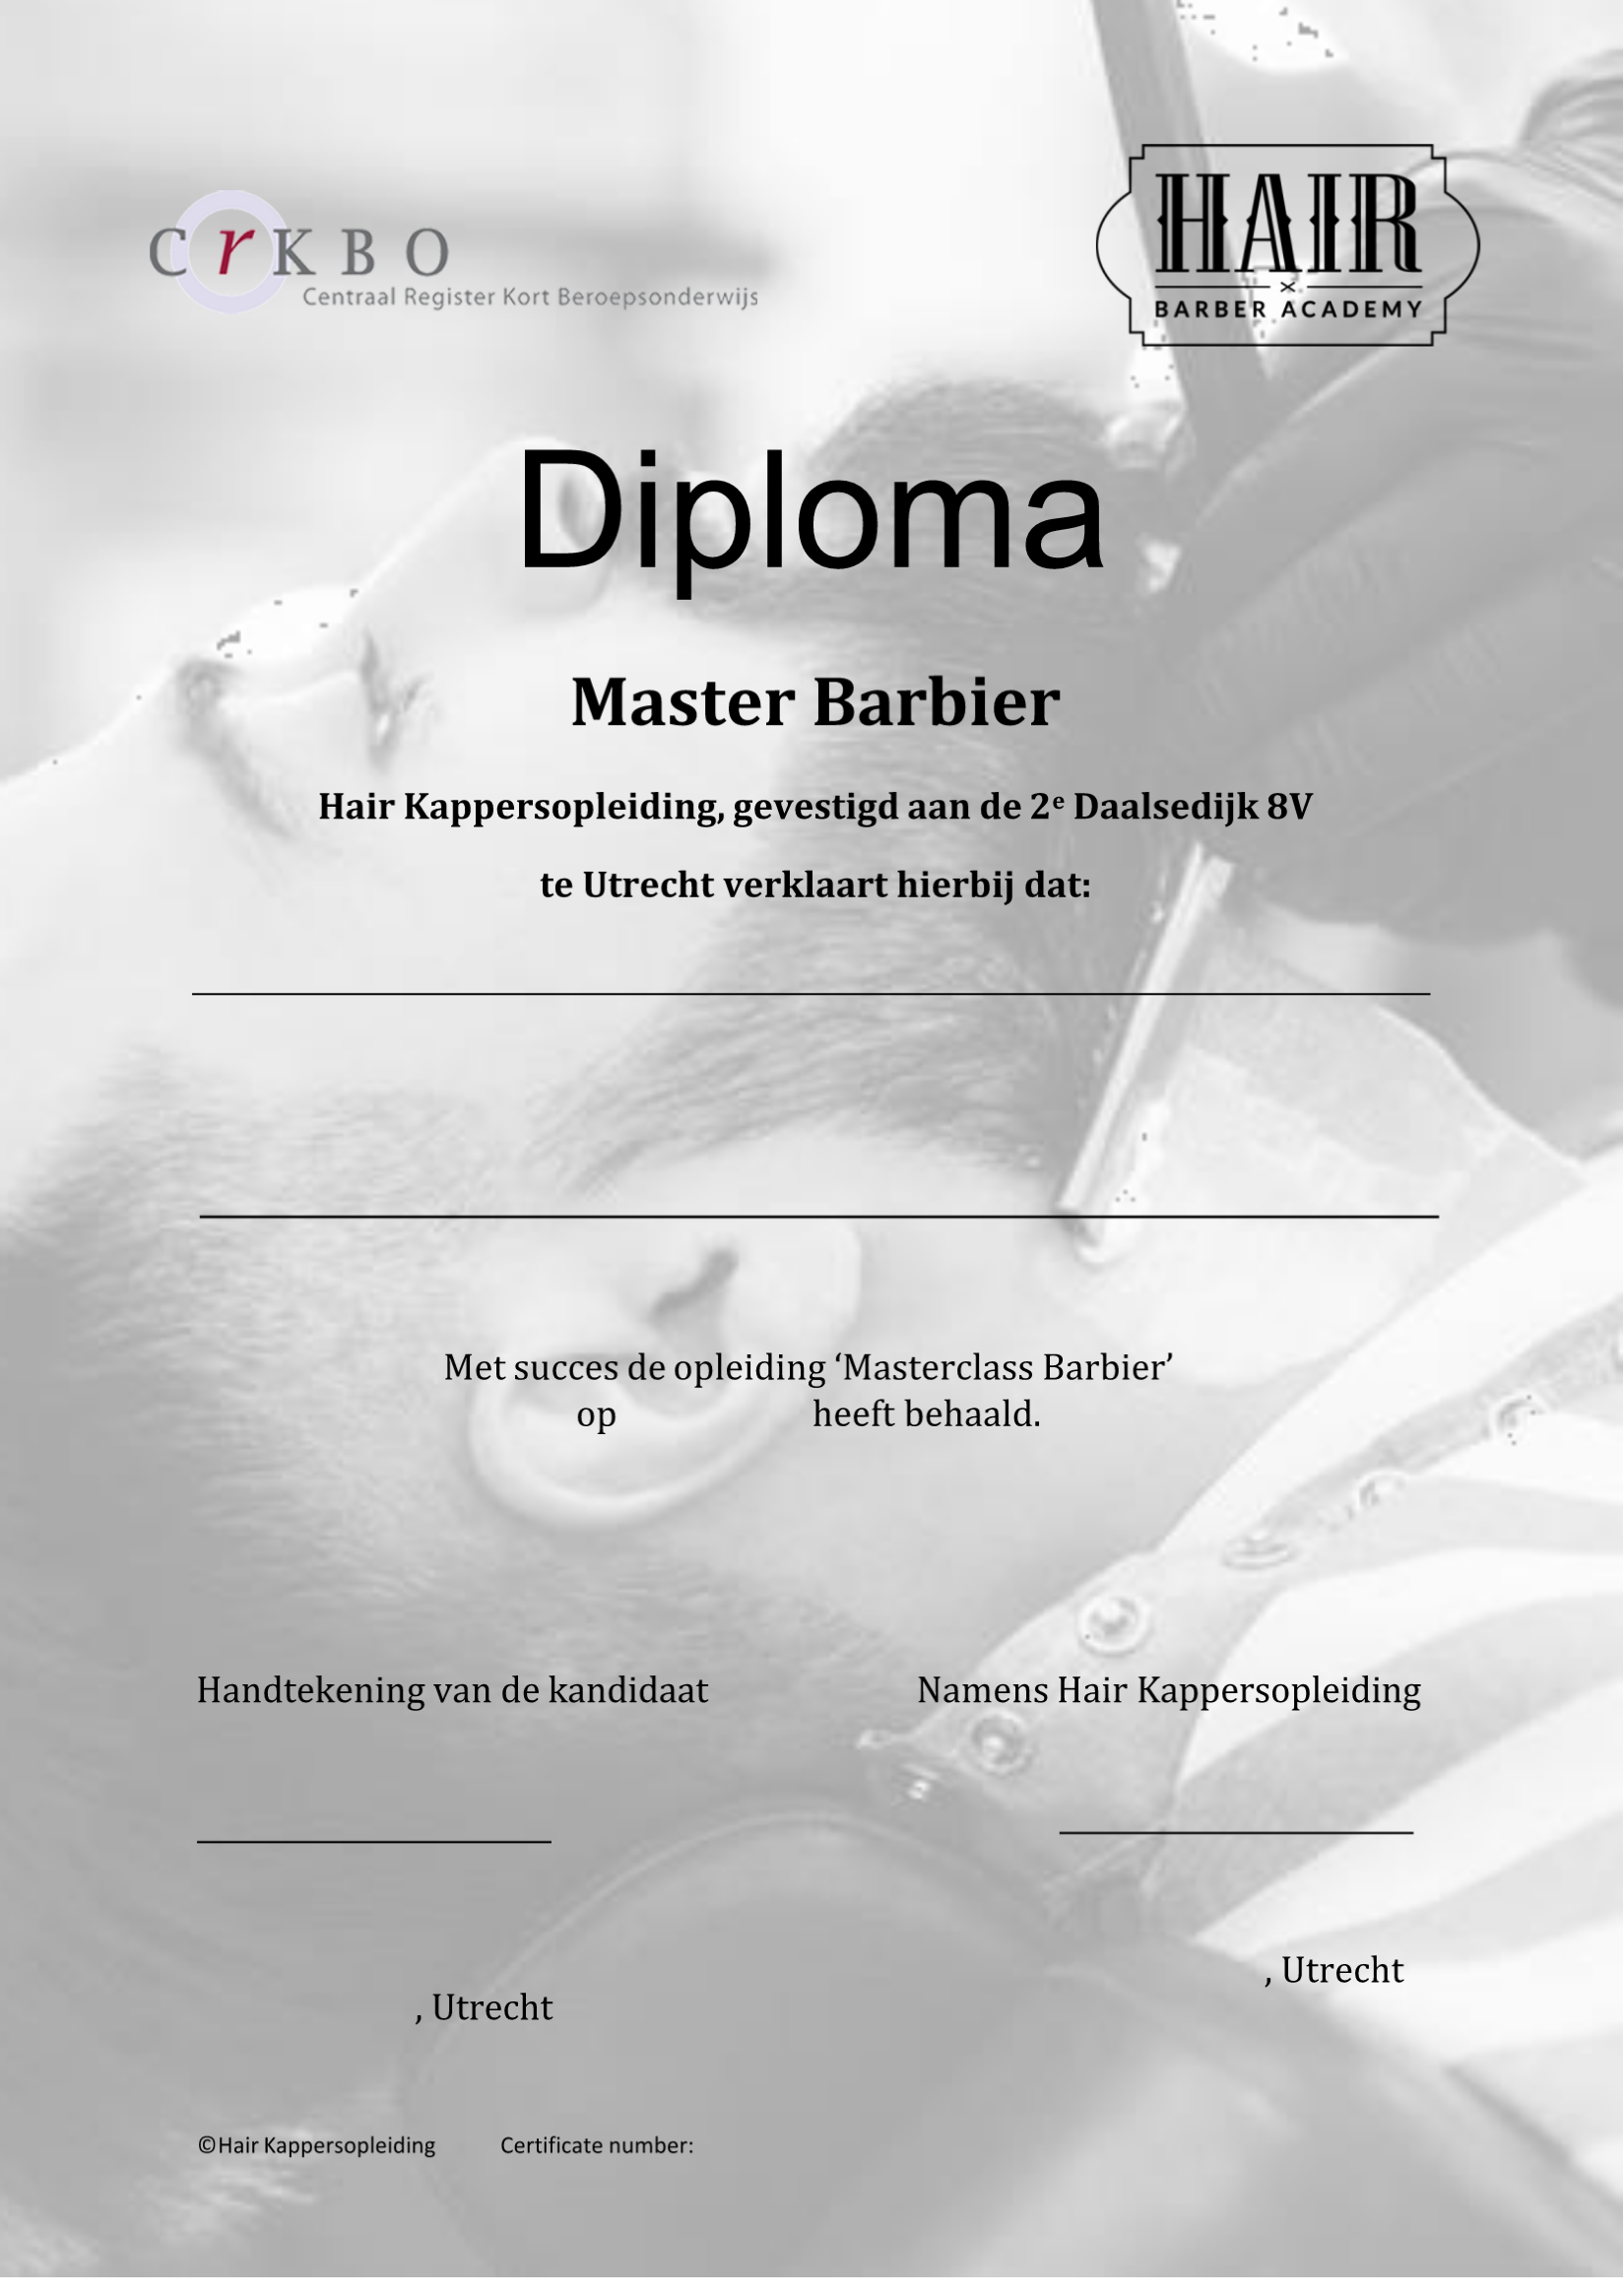 CrKBO
Centraal Register Kort Beroepsonderwijs
HAIR
X
BARBER ACADEMY
Diploma
Master Barbier
Hair Kappersopleiding, gevestigd aan de 2e Daalsedijk 8V
te Utrecht verklaart hierbij dat:
Met succes de opleiding ‘Masterclass Barbier’
op heeft behaald.
Handtekening van de kandidaat
Namens Hair Kappersopleiding
, Utrecht
, Utrecht
©Hair Kappersopleiding Certificate number: